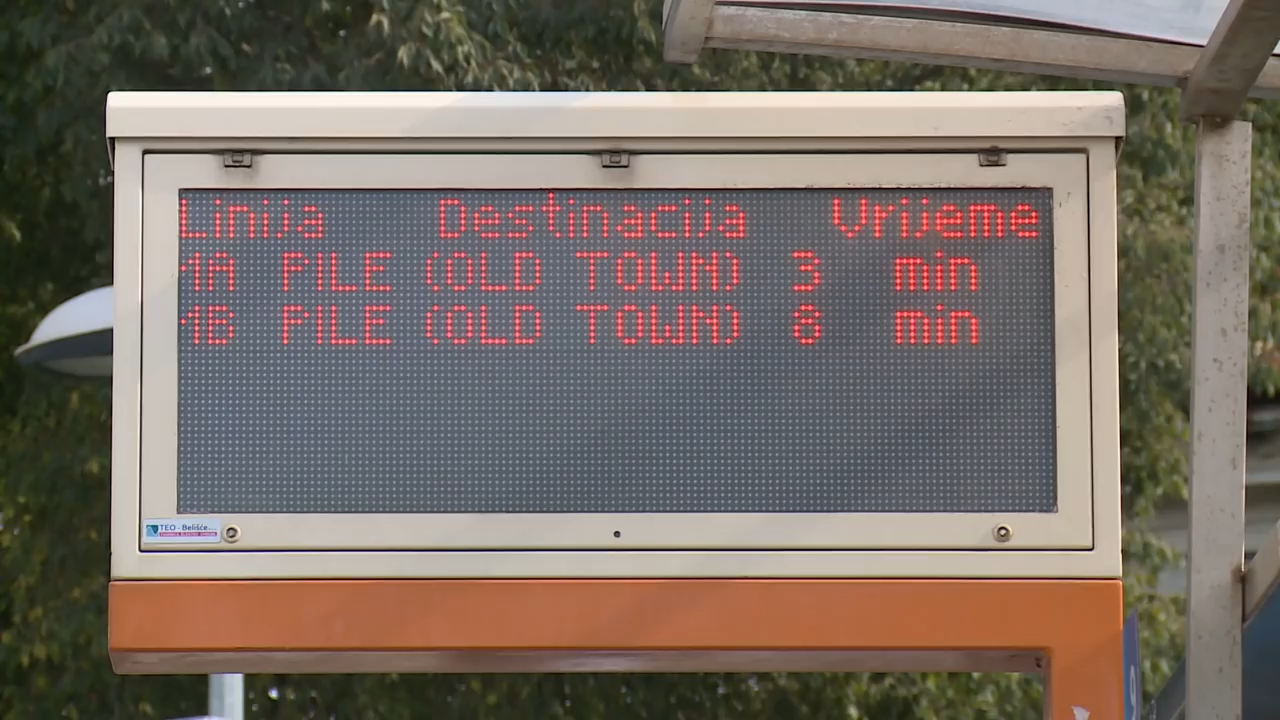 Linija Destinacija Vrijeme
1A PILE (OLD TOWN) 3 min
1B PILE (OLD TOWN) 8 min
TEO - Belišće...